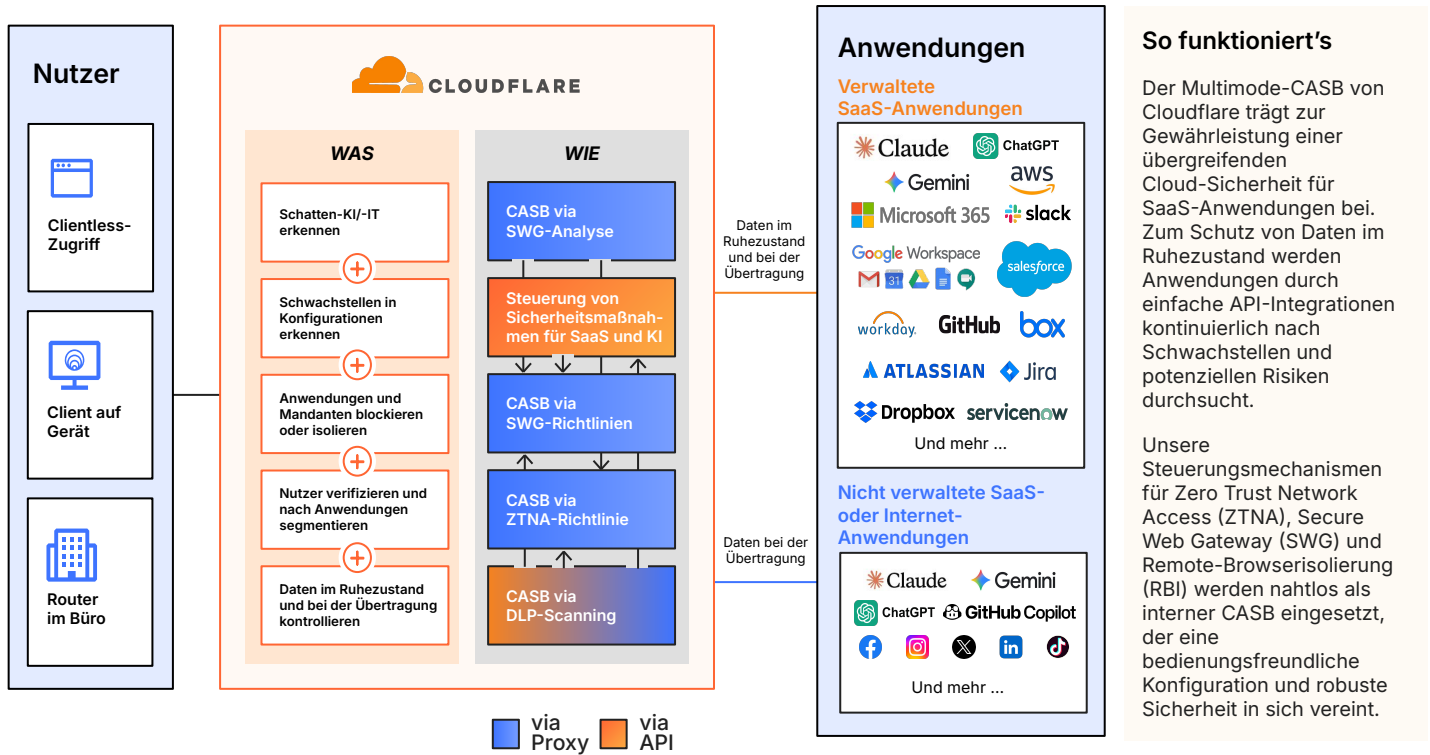 Nutzer
Clientless-
Zugriff
Client auf
Gerät
Router
im Büro
CLOUDFLARE
WAS
Schatten-KI/-IT
erkennen
Schwachstellen in
Konfigurationen
erkennen
Anwendungen und
Mandanten blockieren
oder isolieren
Nutzer verifizieren und
nach Anwendungen
segmentieren
Daten im Ruhezustand
und bei der Übertragung
kontrollieren
WIE
CASB via
SWG-Analyse
Steuerung von
Sicherheitsmaßnah-
men für SaaS und KI
CASB via
SWG-Richtlinien
CASB via
ZTNA-Richtlinie
CASB via
DLP-Scanning
via
Proxy
via
API
Daten im
Ruhezustand
und bei der
Übertragung
Daten bei der
Übertragung
Anwendungen
Verwaltete
SaaS-Anwendungen
Claude ChatGPT
Gemini aws
Microsoft 365 slack
Google Workspace salesforce
31
workday. GitHub box
ATLASSIAN Jira
Dropbox servicenow
Und mehr ...
Nicht verwaltete SaaS-
oder Internet-
Anwendungen
Claude Gemini
ChatGPT GitHub Copilot
Und mehr ...
So funktioniert’s
Der Multimode-CASB von
Cloudflare trägt zur
Gewährleistung einer
übergreifenden
Cloud-Sicherheit für
SaaS-Anwendungen bei.
Zum Schutz von Daten im
Ruhezustand werden
Anwendungen durch
einfache API-Integrationen
kontinuierlich nach
Schwachstellen und
potenziellen Risiken
durchsucht.
Unsere
Steuerungsmechanismen
für Zero Trust Network
Access (ZTNA), Secure
Web Gateway (SWG) und
Remote-Browserisolierung
(RBI) werden nahtlos als
interner CASB eingesetzt,
der eine
bedienungsfreundliche
Konfiguration und robuste
Sicherheit in sich vereint.